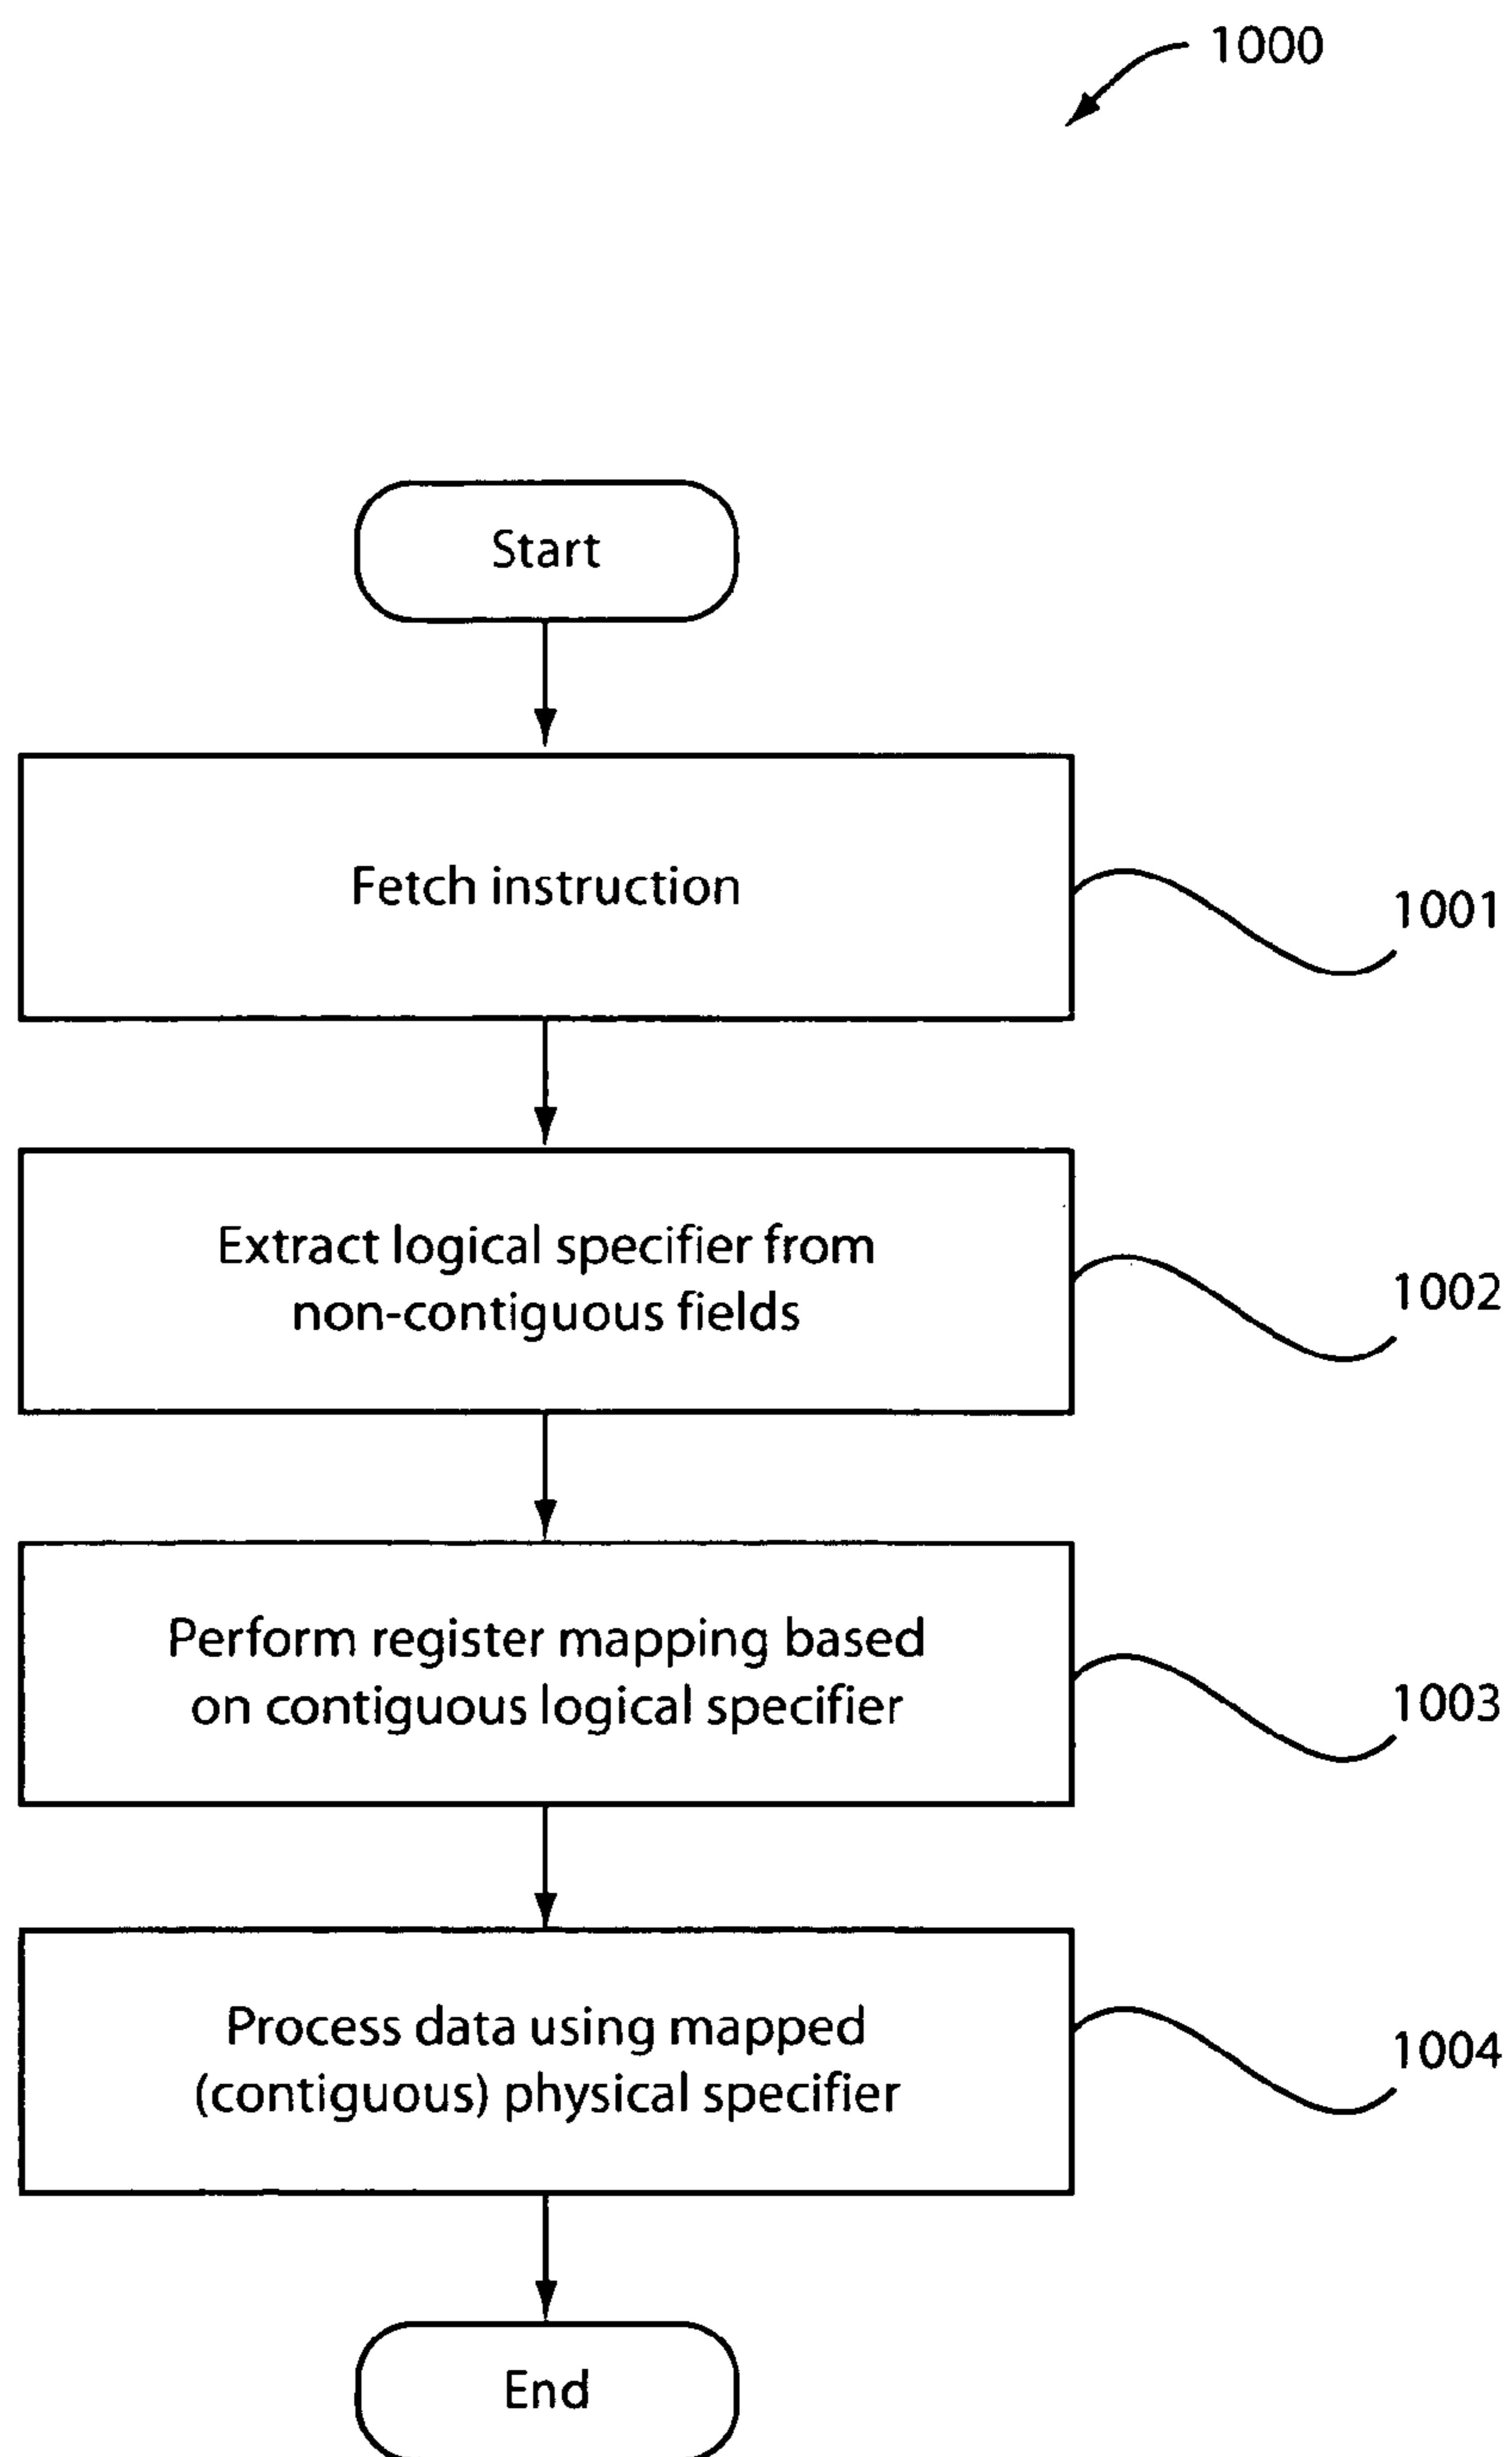 1000
Start
Fetch instruction
1001
Extract logical specifier from
non-contiguous fields
1002
Perform register mapping based
on contiguous logical specifier
1003
Process data using mapped
(contiguous) physical specifier
1004
End